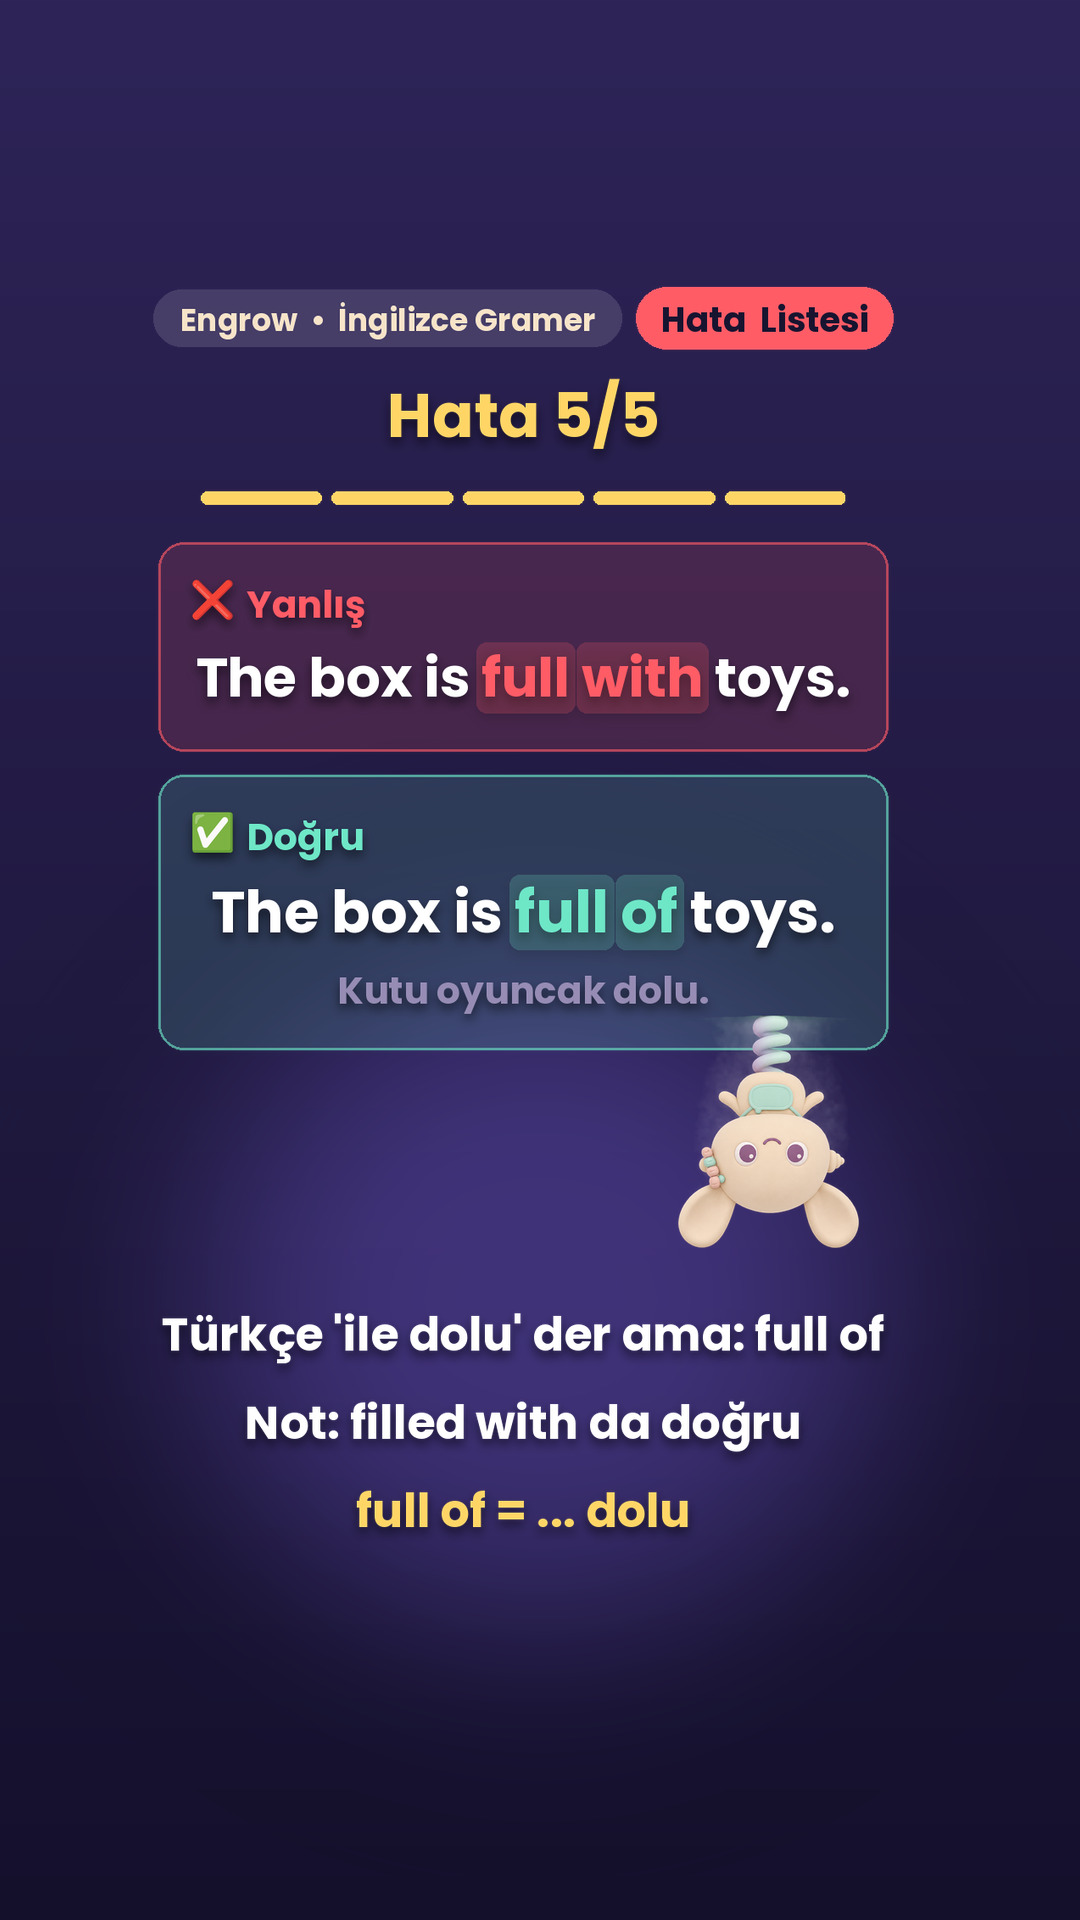 Engrow • İngilizce Gramer
Hata Listesi
Hata 5/5
❌ Yanlış
The box is full with toys.
✅ Doğru
The box is full of toys.
Kutu oyuncak dolu.
Türkçe 'ile dolu' der ama: full of
Not: filled with da doğru
full of = ... dolu